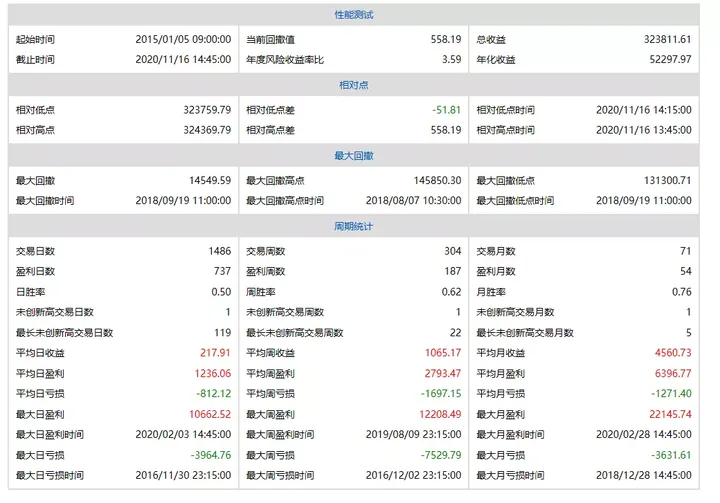 性能测试
起始时间 2015/01/05 09:00:00 当前回撤值 558.19 总收益 323811.61
截止时间 2020/11/16 14:45:00 年度风险收益率比 3.59 年化收益 52297.97
相对点
相对低点 323759.79 相对低点差 -51.81 相对低点时间 2020/11/16 14:15:00
相对高点 324369.79 相对高点差 558.19 相对高点时间 2020/11/16 13:45:00
最大回撤
最大回撤 14549.59 最大回撤高点 145850.30 最大回撤低点 131300.71
最大回撤时间 2018/09/19 11:00:00 最大回撤高点时间 2018/08/07 10:30:00 最大回撤低点时间 2018/09/19 11:00:00
周期统计
交易日数 1486 交易周数 304 交易月数 71
盈利日数 737 盈利周数 187 盈利月数 54
日胜率 0.50 周胜率 0.62 月胜率 0.76
未创新高交易日数 1 未创新高交易周数 1 未创新高交易月数 1
最长未创新高交易日数 119 最长未创新高交易周数 22 最长未创新高交易月数 5
平均日收益 217.91 平均周收益 1065.17 平均月收益 4560.73
平均日盈利 1236.06 平均周盈利 2793.47 平均月盈利 6396.77
平均日亏损 -812.12 平均周亏损 -1697.15 平均月亏损 -1271.40
最大日盈利 10662.52 最大周盈利 12208.49 最大月盈利 22145.74
最大日盈利时间 2020/02/03 14:45:00 最大周盈利时间 2019/08/09 23:15:00 最大月盈利时间 2020/02/28 14:45:00
最大日亏损 -3964.76 最大周亏损 -7529.79 最大月亏损 -3631.61
最大日亏损时间 2016/11/30 23:15:00 最大周亏损时间 2016/12/02 23:15:00 最大月亏损时间 2018/12/28 14:45:00